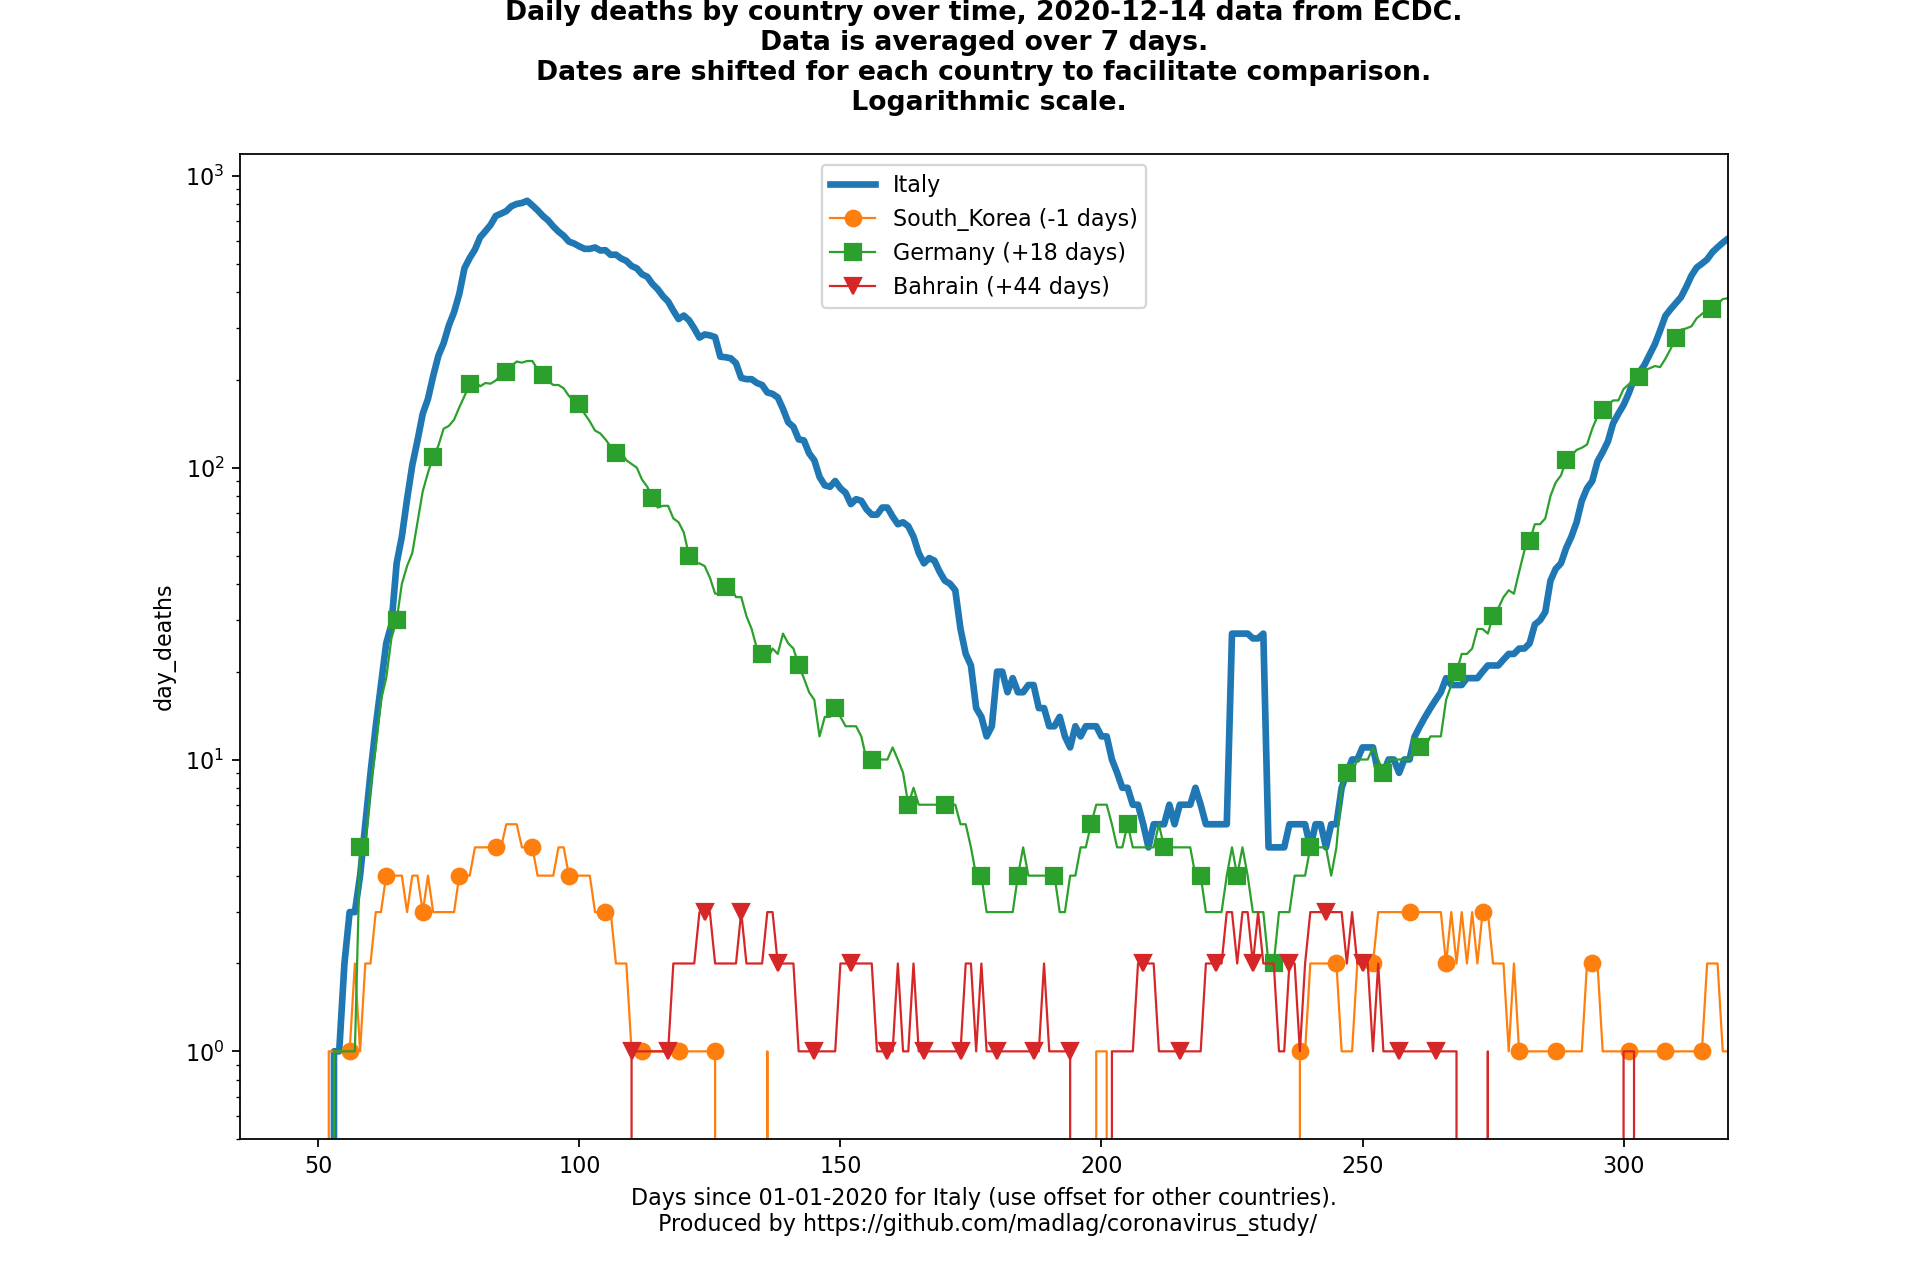 Daily deaths by country over time, 2020-12-14 data from ECDC.
Data is averaged over 7 days.
Dates are shifted for each country to facilitate comparison.
Logarithmic scale.
10³
10²
10¹
10⁰
day_deaths
Italy
South_Korea (-1 days)
Germany (+18 days)
Bahrain (+44 days)
50 100 150 200 250 300
Days since 01-01-2020 for Italy (use offset for other countries).
Produced by https://github.com/madlag/coronavirus_study/